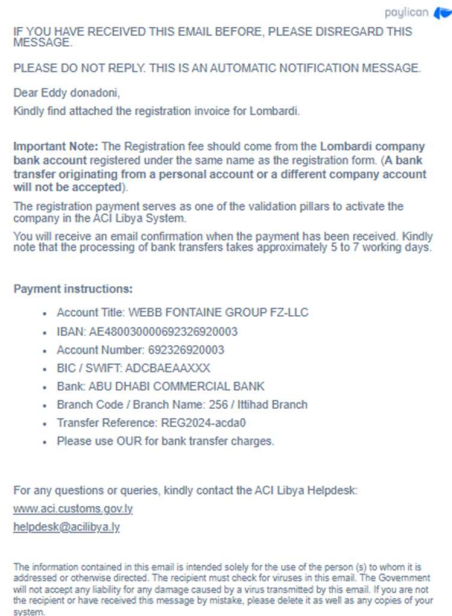 paylican
IF YOU HAVE RECEIVED THIS EMAIL BEFORE, PLEASE DISREGARD THIS
MESSAGE.
PLEASE DO NOT REPLY. THIS IS AN AUTOMATIC NOTIFICATION MESSAGE.
Dear Eddy donadoni,
Kindly find attached the registration invoice for Lombardi.
Important Note: The Registration fee should come from the Lombardi company
bank account registered under the same name as the registration form. (A bank
transfer originating from a personal account or a different company account
will not be accepted).
The registration payment serves as one of the validation pillars to activate the
company in the ACI Libya System.
You will receive an email confirmation when the payment has been received. Kindly
note that the processing of bank transfers takes approximately 5 to 7 working days.
Payment instructions:
• Account Title: WEBB FONTAINE GROUP FZ-LLC
• IBAN: AE480030000692326920003
• Account Number: 692326920003
• BIC / SWIFT: ADCBAEAAXXX
• Bank: ABU DHABI COMMERCIAL BANK
• Branch Code / Branch Name: 256 / Ittihad Branch
• Transfer Reference: REG2024-acda0
• Please use OUR for bank transfer charges.
For any questions or queries, kindly contact the ACI Libya Helpdesk:
www.aci.customs.gov.ly
helpdesk@acilibya.ly
The information contained in this email is intended solely for the use of the person (s) to whom it is
addressed or otherwise directed. The recipient must check for viruses in this email. The Government
will not accept any liability for any damage caused by a virus transmitted by this email. If you are not
the recipient or have received this message by mistake, please delete it as well as any copies of your
system.